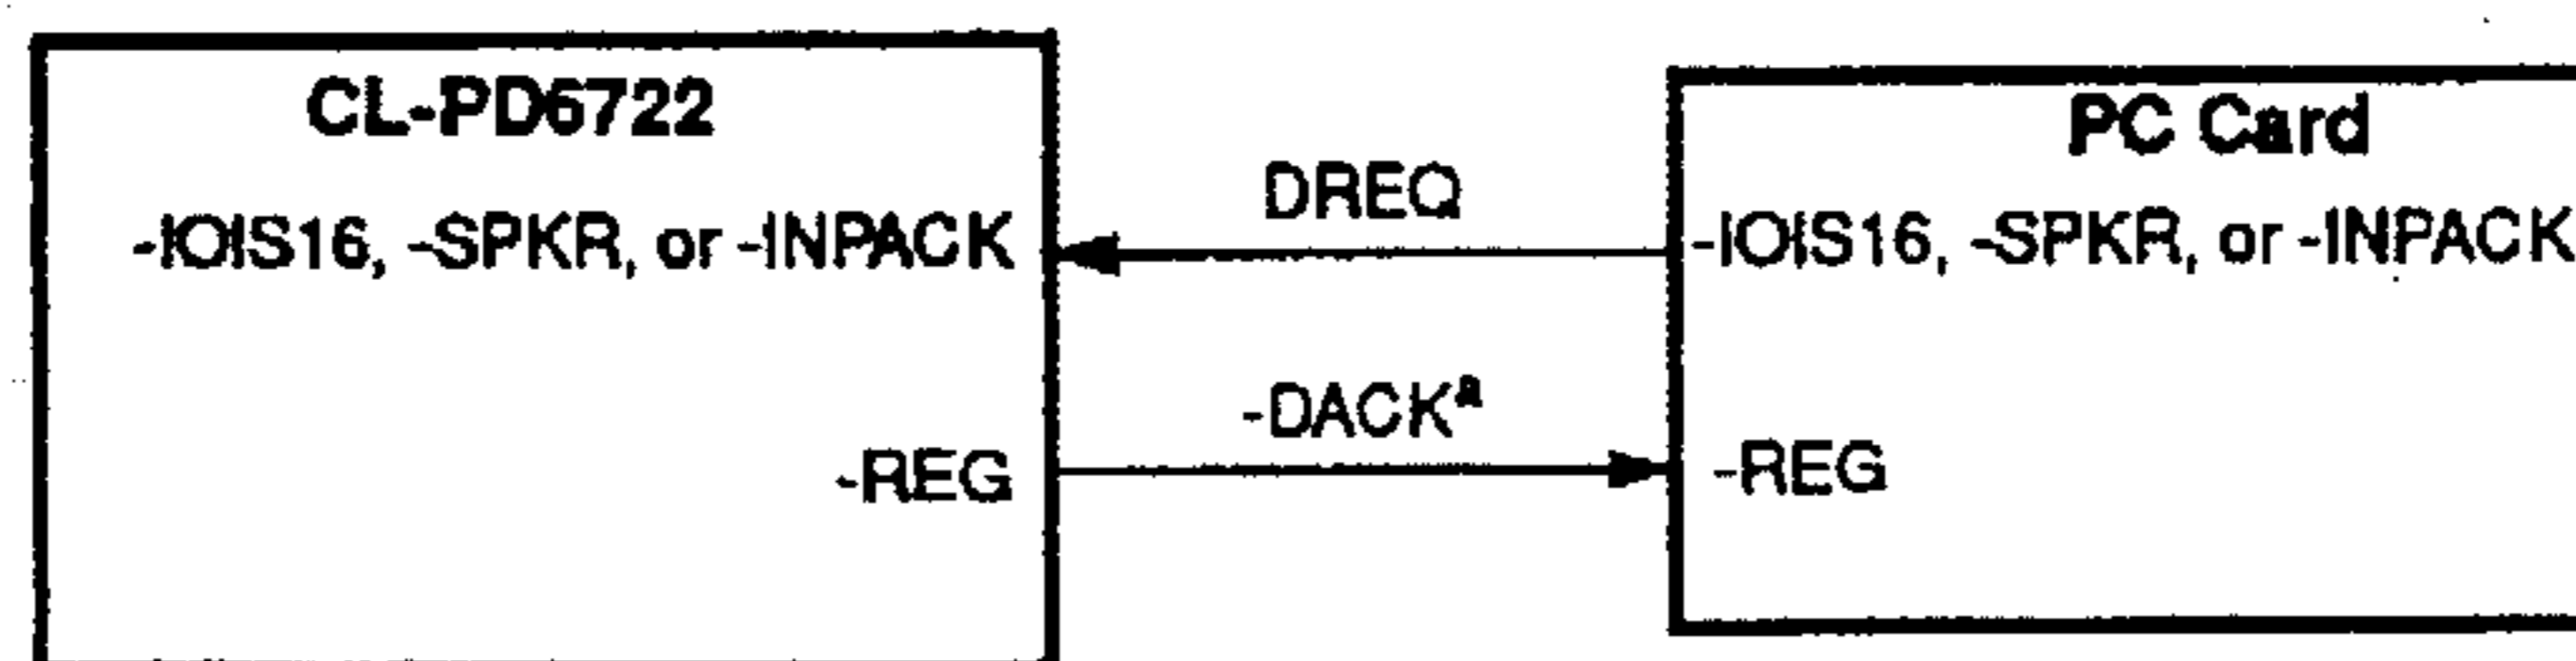 CL-PD6722
-IOIS16, -SPKR, or -INPACK
-REG
DREQ
-DACKª
PC Card
-IOIS16, -SPKR, or -INPACK
-REG